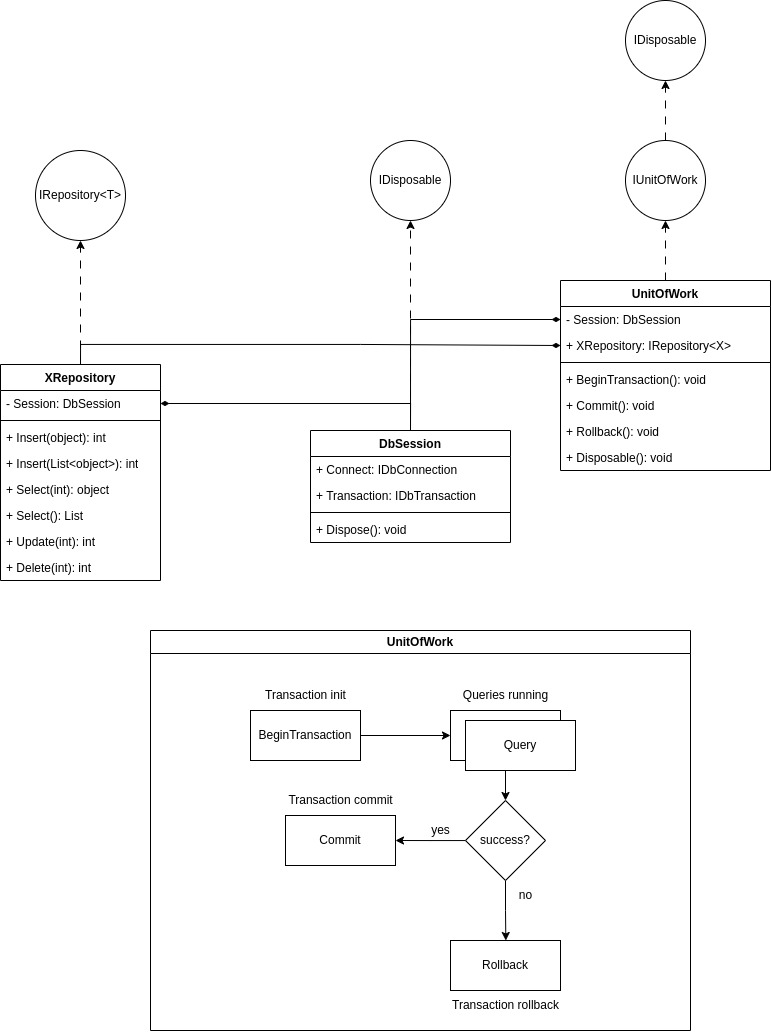 IDisposable
IRepository<T>
IDisposable
IUnitOfWork
UnitOfWork
- Session: DbSession
+ XRepository: IRepository<X>
+ BeginTransaction(): void
+ Commit(): void
+ Rollback(): void
+ Disposable(): void
XRepository
- Session: DbSession
+ Insert(object): int
+ Insert(List<object>): int
+ Select(int): object
+ Select(): List
+ Update(int): int
+ Delete(int): int
DbSession
+ Connect: IDbConnection
+ Transaction: IDbTransaction
+ Dispose(): void
UnitOfWork
Transaction init
Queries running
BeginTransaction
Query
Transaction commit
Commit
yes
success?
no
Rollback
Transaction rollback